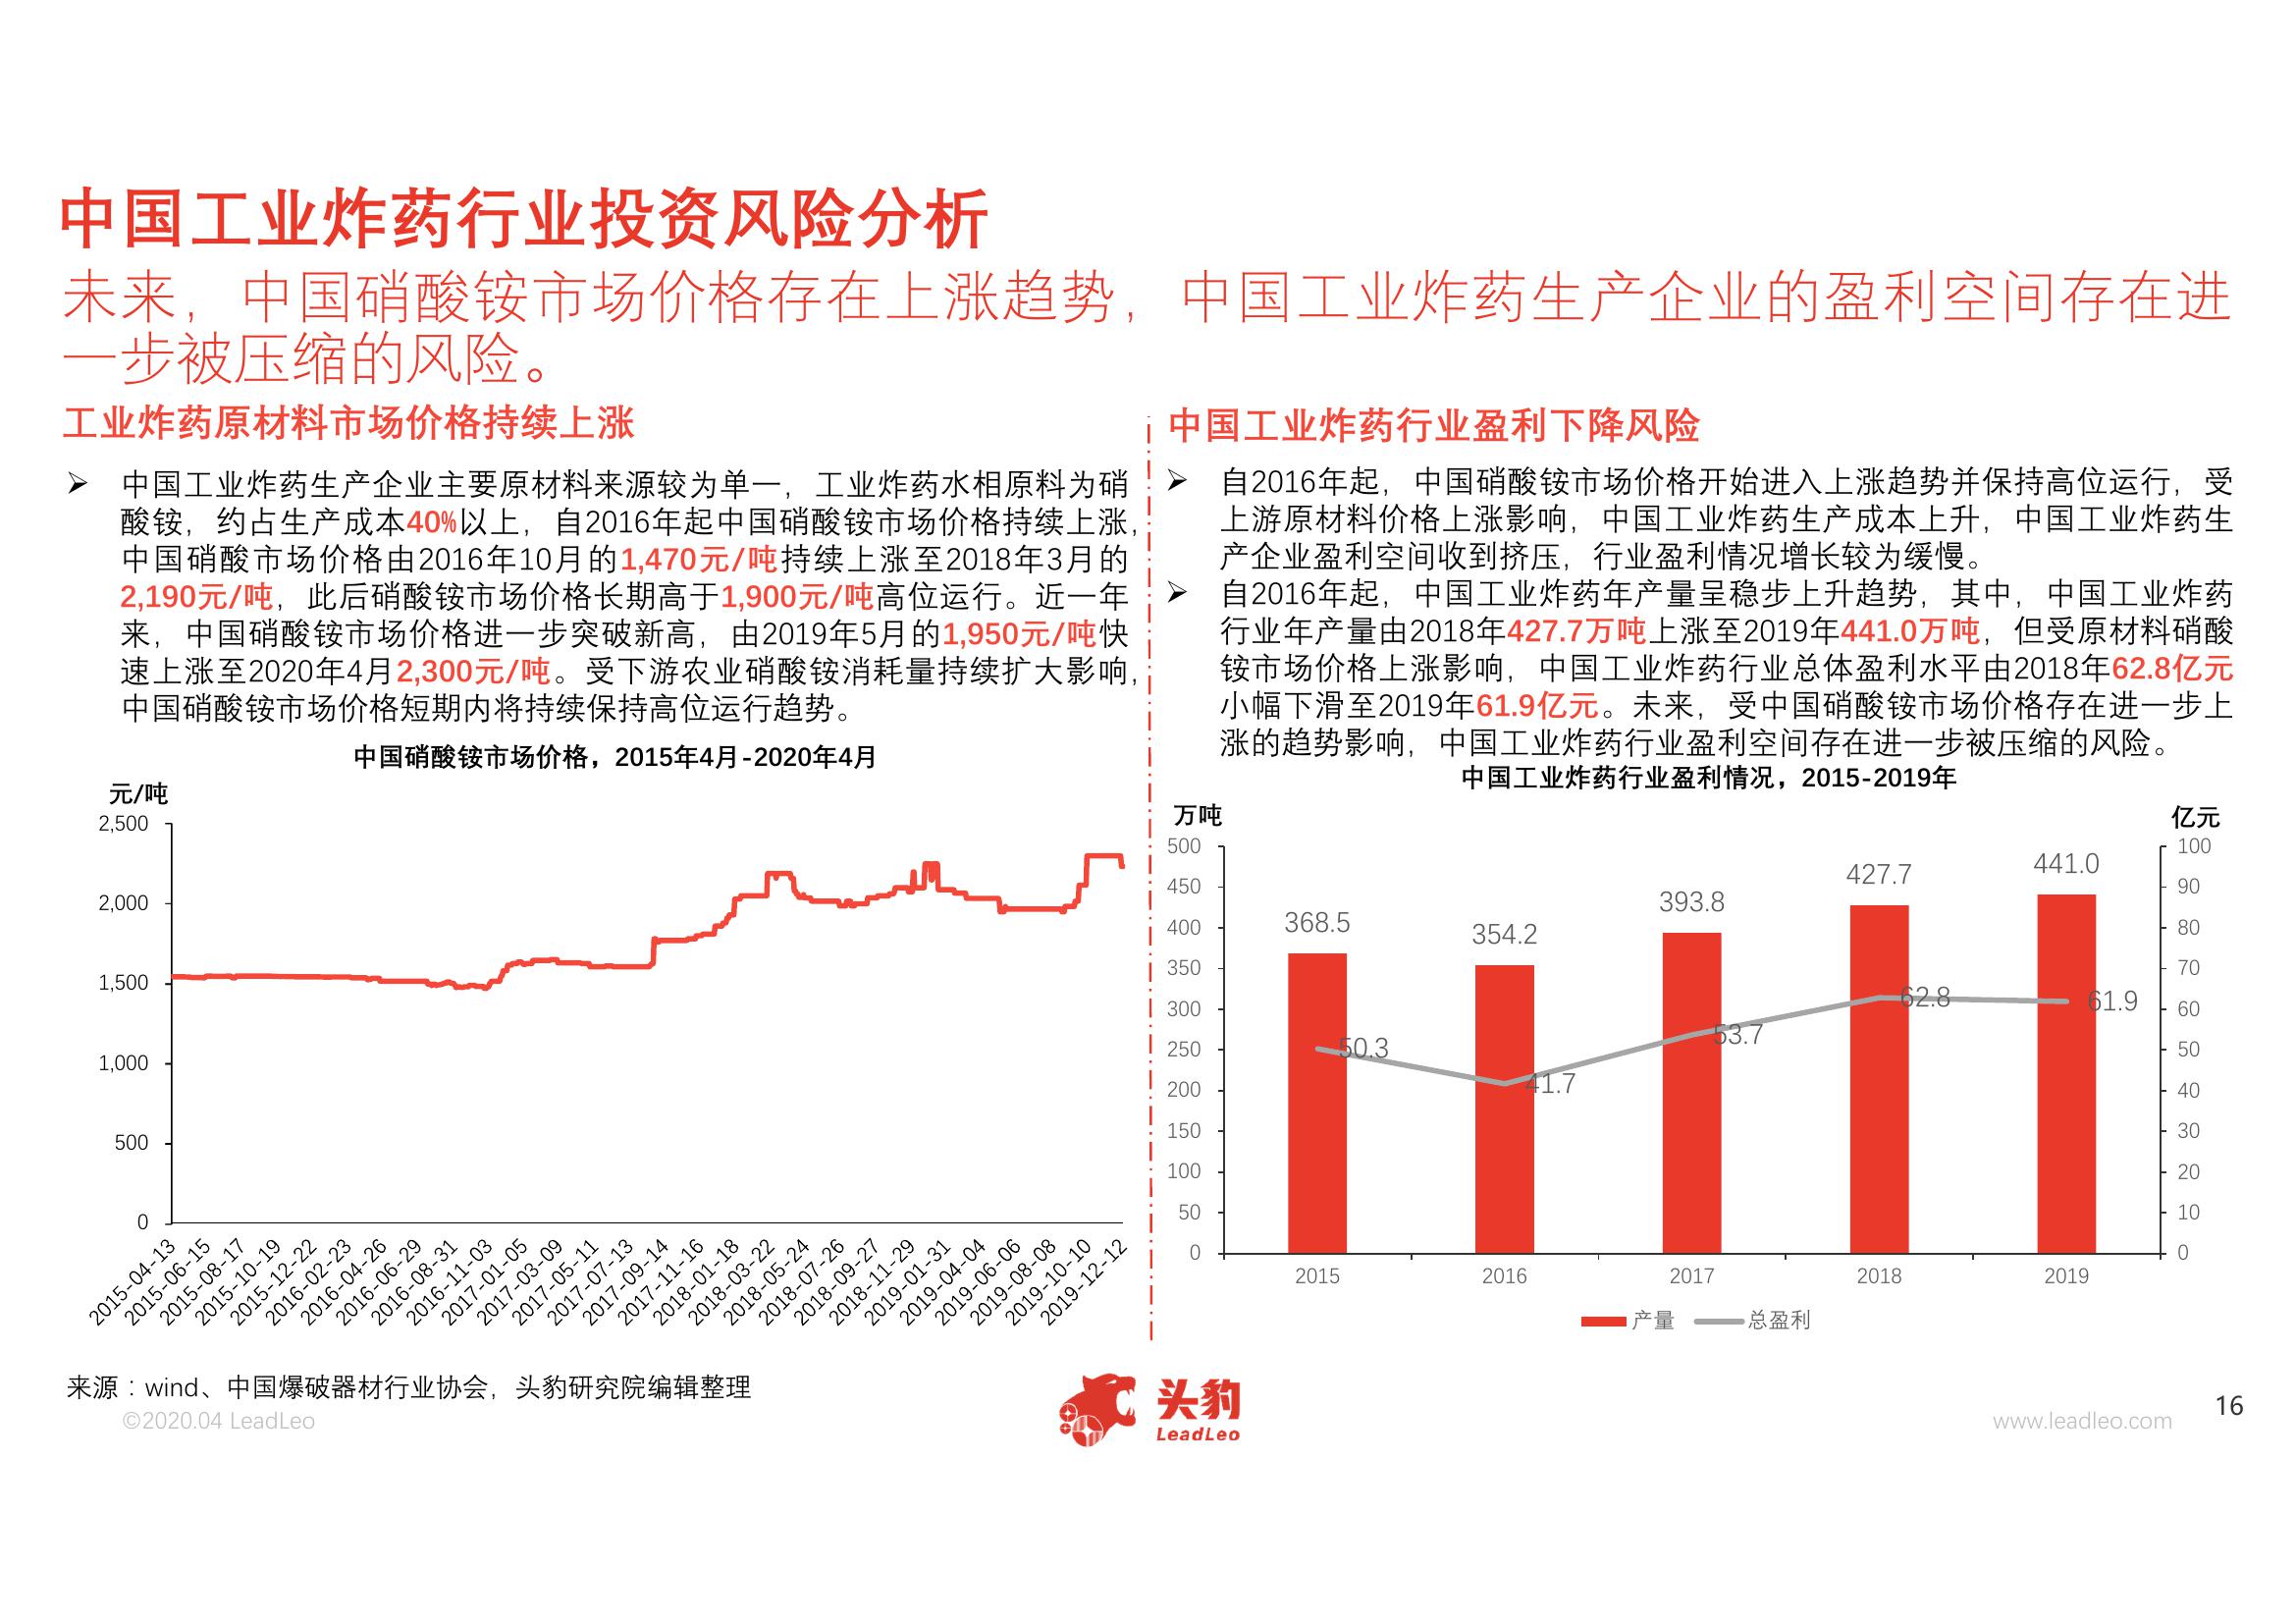 中国工业炸药行业投资风险分析
未来，中国硝酸铵市场价格存在上涨趋势，中国工业炸药生产企业的盈利空间存在进
一步被压缩的风险。
工业炸药原材料市场价格持续上涨
➢ 中国工业炸药生产企业主要原材料来源较为单一，工业炸药水相原料为硝
酸铵，约占生产成本40%以上，自2016年起中国硝酸铵市场价格持续上涨，
中国硝酸市场价格由2016年10月的1,470元/吨持续上涨至2018年3月的
2,190元/吨，此后硝酸铵市场价格长期高于1,900元/吨高位运行。近一年
来，中国硝酸铵市场价格进一步突破新高，由2019年5月的1,950元/吨快
速上涨至2020年4月2,300元/吨。受下游农业硝酸铵消耗量持续扩大影响，
中国硝酸铵市场价格短期内将持续保持高位运行趋势。
中国硝酸铵市场价格，2015年4月-2020年4月
元/吨
2,500
2,000
1,500
1,000
500
0
2015-04-13
2015-06-15
2015-08-17
2015-10-19
2015-12-22
2016-02-23
2016-04-26
2016-06-29
2016-08-31
2016-11-03
2017-01-05
2017-03-09
2017-05-11
2017-07-13
2017-09-14
2017-11-16
2018-01-18
2018-03-22
2018-05-24
2018-07-26
2018-09-27
2018-11-29
2019-01-31
2019-04-04
2019-06-06
2019-08-08
2019-10-10
2019-12-12
中国工业炸药行业盈利下降风险
➢ 自2016年起，中国硝酸铵市场价格开始进入上涨趋势并保持高位运行，受
上游原材料价格上涨影响，中国工业炸药生产成本上升，中国工业炸药生
产企业盈利空间收到挤压，行业盈利情况增长较为缓慢。
➢ 自2016年起，中国工业炸药年产量呈稳步上升趋势，其中，中国工业炸药
行业年产量由2018年427.7万吨上涨至2019年441.0万吨，但受原材料硝酸
铵市场价格上涨影响，中国工业炸药行业总体盈利水平由2018年62.8亿元
小幅下滑至2019年61.9亿元。未来，受中国硝酸铵市场价格存在进一步上
涨的趋势影响，中国工业炸药行业盈利空间存在进一步被压缩的风险。
中国工业炸药行业盈利情况，2015-2019年
万吨
亿元
500
450
400
350
300
250
200
150
100
50
0
368.5
354.2
393.8
427.7
441.0
50.3
41.7
53.7
62.8
61.9
100
90
80
70
60
50
40
30
20
10
0
2015
2016
2017
2018
2019
产量
总盈利
来源：wind、中国爆破器材行业协会，头豹研究院编辑整理
©2020.04 LeadLeo
头豹
LeadLeo
www.leadleo.com
16